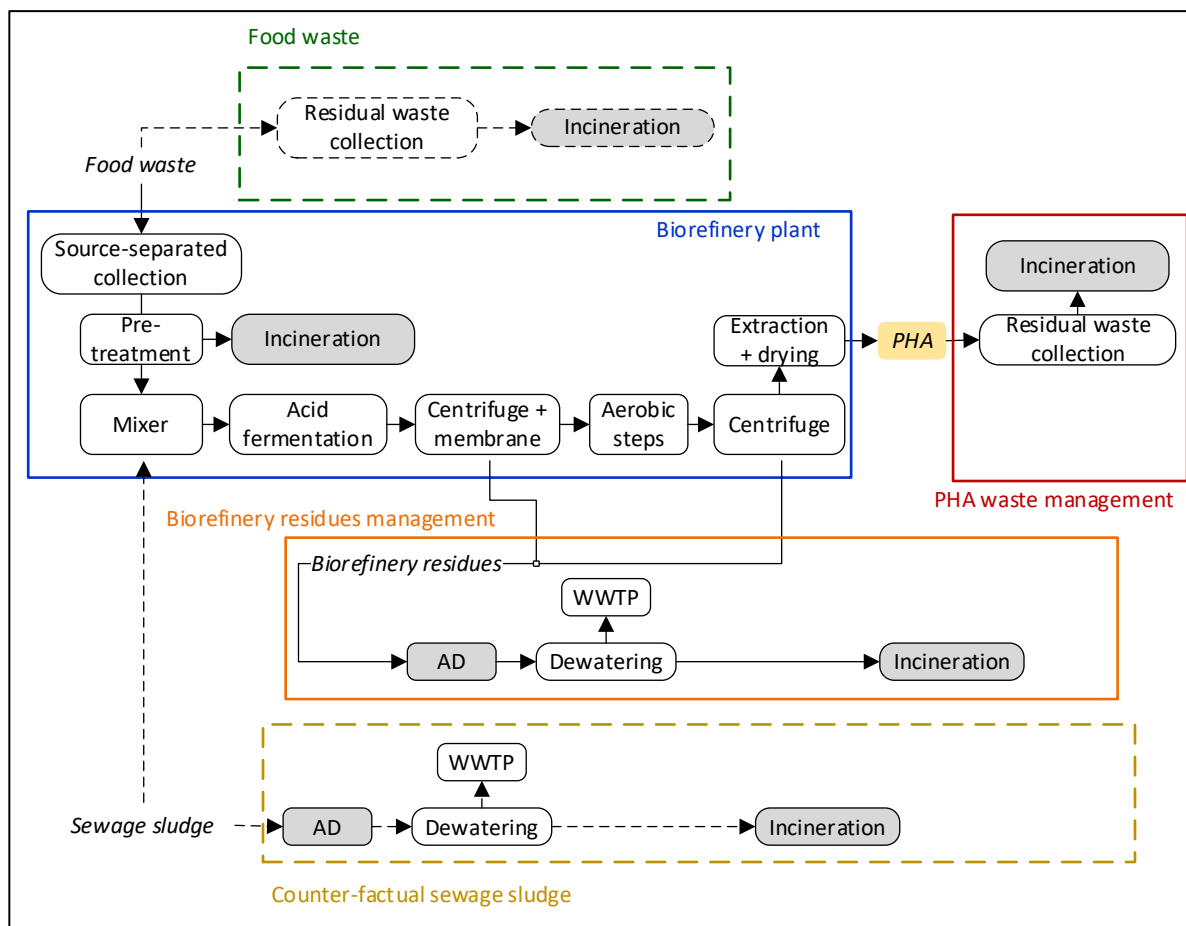 Food waste
Residual waste
collection
Incineration
Food waste
Biorefinery plant
Source-separated
collection
Incineration
Pre-
treatment
Incineration
Extraction
+ drying
PHA
Residual waste
collection
Mixer
Acid
fermentation
Centrifuge +
membrane
Aerobic
steps
Centrifuge
PHA waste management
Biorefinery residues management
Biorefinery residues
WWTP
AD
Dewatering
Incineration
WWTP
Sewage sludge
AD
Dewatering
Incineration
Counter-factual sewage sludge